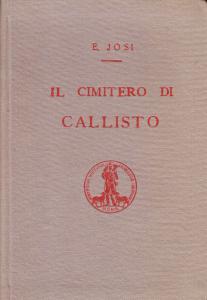 E. JOSI
IL CIMITERO DI
CALLISTO